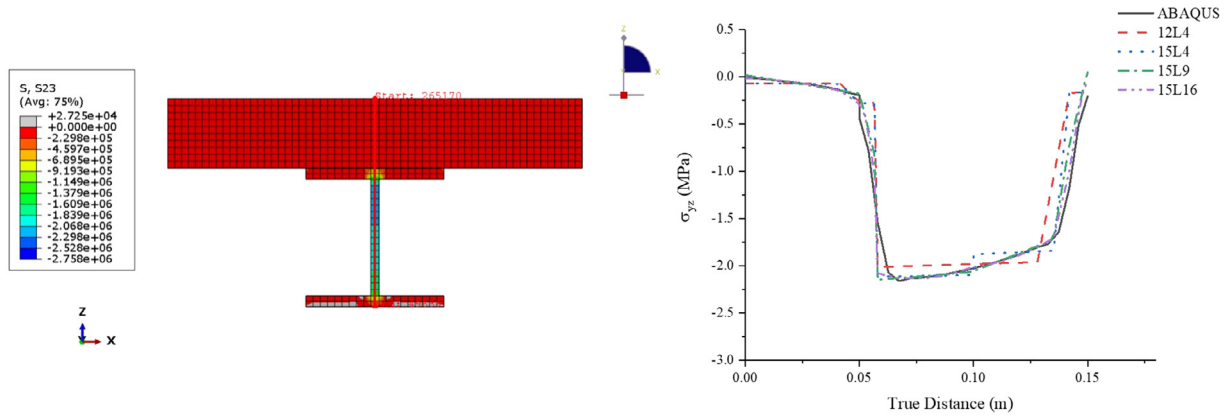 S, S23
(Avg: 75%)
+2.725e+04
+0.000e+00
-2.298e+05
-4.597e+05
-6.895e+05
-9.193e+05
-1.149e+06
-1.379e+06
-1.609e+06
-1.839e+06
-2.068e+06
-2.298e+06
-2.528e+06
-2.758e+06
Start: 265170
z
x
Z
X
ABAQUS
12L4
15L4
15L9
15L16
0.5
0.0
-0.5
-1.0
-1.5
-2.0
-2.5
-3.0
σyz (MPa)
0.00
0.05
0.10
0.15
True Distance (m)